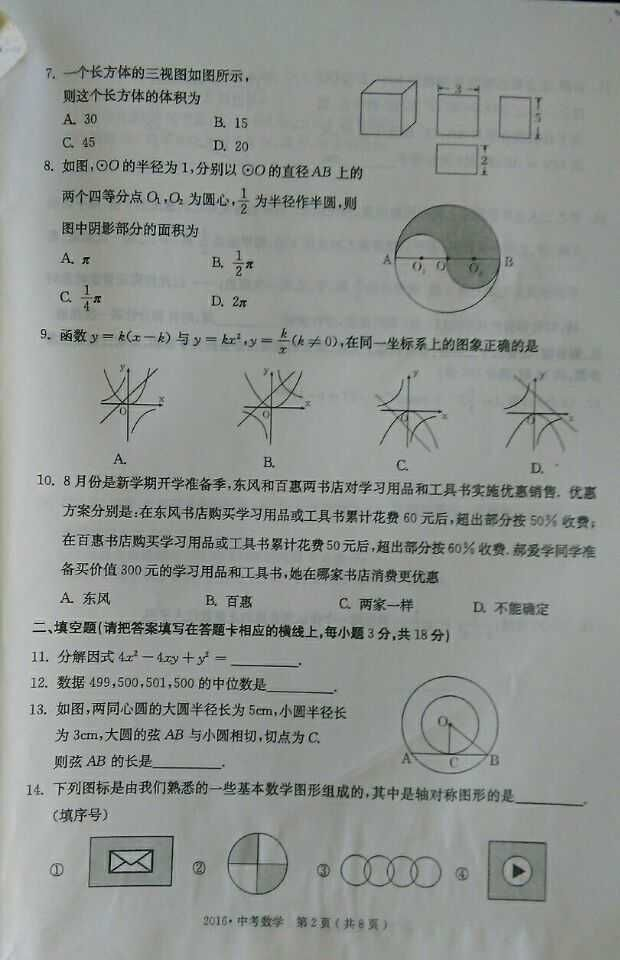 7. 一个长方体的三视图如图所示，
则这个长方体的体积为
A. 30 B. 15
C. 45 D. 20
3
5
2
8. 如图,⊙O的半径为1,分别以⊙O的直径AB上的
两个四等分点O₁,O₂为圆心,1/2为半径作半圆,则
图中阴影部分的面积为
A. π B. 1/2π
C. 1/4π D. 2π
A O₁ O O₂ B
9. 函数y=k(x-k)与y=kx²,y=k/x(k≠0),在同一坐标系上的图象正确的是
y x O y x O y x O y x O
A. B. C. D.
10. 8月份是新学期开学准备季,东风和百惠两书店对学习用品和工具书实施优惠销售. 优惠
方案分别是:在东风书店购买学习用品或工具书累计花费60元后,超出部分按50%收费;
在百惠书店购买学习用品或工具书累计花费50元后,超出部分按60%收费. 郝爱学同学准
备买价值300元的学习用品和工具书,她在哪家书店消费更优惠
A. 东风 B. 百惠 C. 两家一样 D. 不能确定
二、填空题(请把答案填写在答题卡相应的横线上,每小题3分,共18分)
11. 分解因式4x²-4xy+y²=________.
12. 数据499,500,501,500的中位数是________.
13. 如图,两同心圆的大圆半径长为5cm,小圆半径长
为3cm,大圆的弦AB与小圆相切,切点为C.
则弦AB的长是________.
O
A C B
14. 下列图标是由我们熟悉的一些基本数学图形组成的,其中是轴对称图形的是________.
(填序号)
① ② ③ ④
2016·中考数学 第2页(共8页)